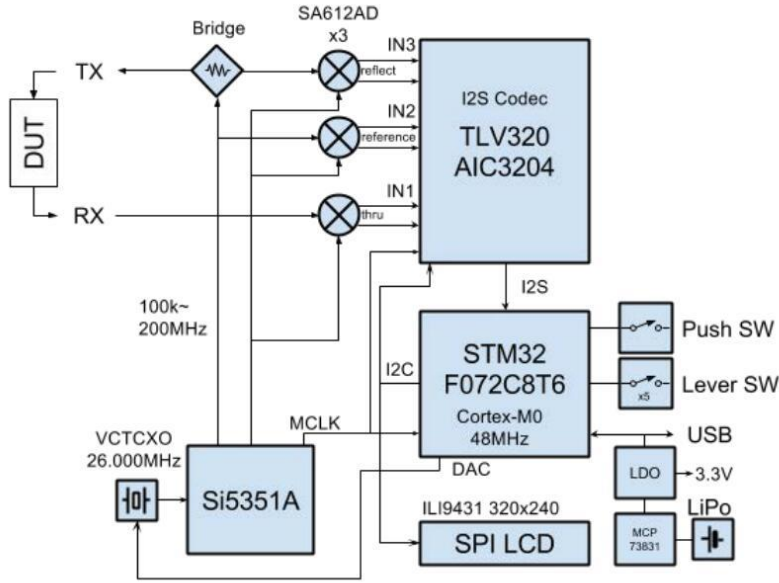 SA612AD
x3
Bridge
IN3
TX
reflect
I2S Codec
IN2
TLV320
AIC3204
reference
DUT
IN1
RX
thru
I2S
100k~
200MHz
Push SW
STM32
F072C8T6
I2C
Lever SW
x5
Cortex-M0
48MHz
MCLK
VCTCXO
26.000MHz
USB
DAC
LDO
3.3V
Si5351A
ILI9431 320x240
LiPo
SPI LCD
MCP
73831